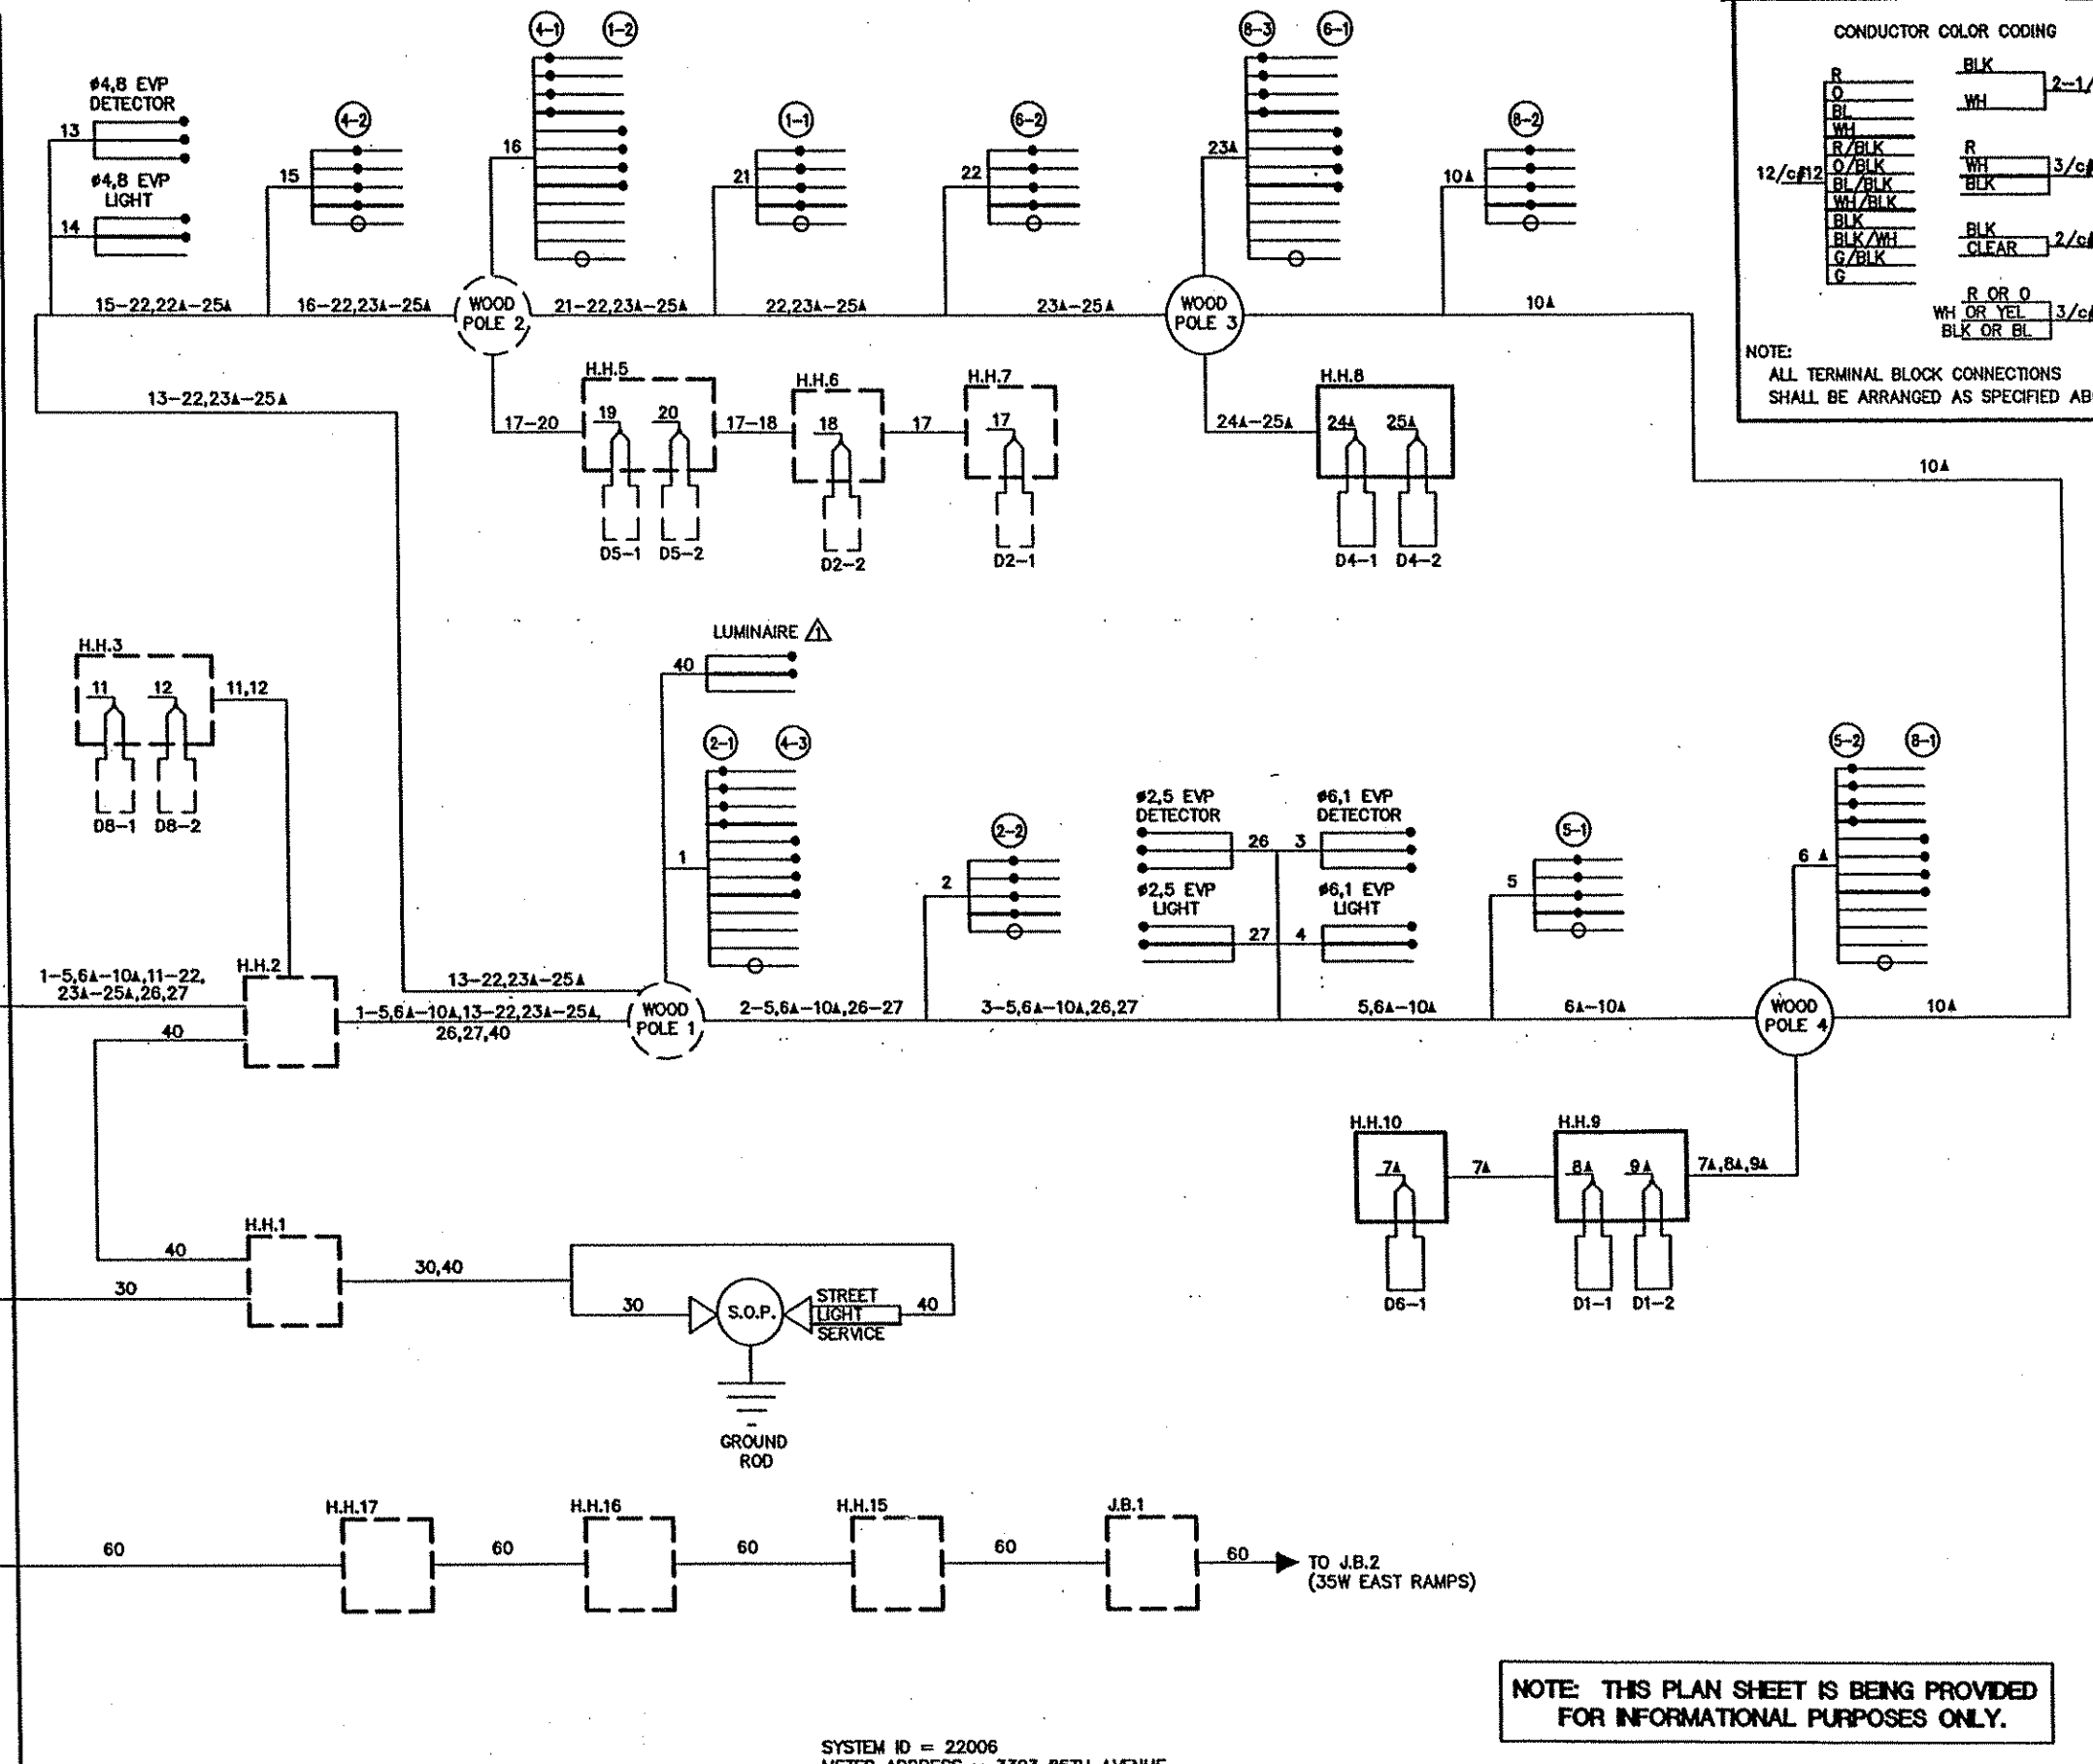 4-1 1-2
8-3 6-1
CONDUCTOR COLOR CODING
ø4,8 EVP
DETECTOR
13
ø4,8 EVP
LIGHT
14
4-2
15
16
1-1
21
6-2
22
23A
8-2
10A
R
O
BL
WH
R/BLK
O/BLK
BL/BLK
WH/BLK
BLK
BLK/WH
G/BLK
G
12/c#12
BLK
WH
2-1/
R
WH
BLK
3/c#
BLK
CLEAR
2/c#
R OR O
WH OR YEL
BLK OR BL
3/c#
NOTE:
ALL TERMINAL BLOCK CONNECTIONS
SHALL BE ARRANGED AS SPECIFIED AB
15-22,22A-25A
16-22,23A-25A
WOOD
POLE 2
21-22,23A-25A
22,23A-25A
23A-25A
WOOD
POLE 3
10A
13-22,23A-25A
17-20
H.H.5
19 20
D5-1 D5-2
17-18
H.H.6
18
D2-2
17
H.H.7
17
D2-1
24A-25A
H.H.8
24A 25A
D4-1 D4-2
10A
LUMINAIRE 1
40
H.H.3
11 12
11,12
D8-1 D8-2
2-1 4-3
1
2-2
2
ø2,5 EVP
DETECTOR
26
ø6,1 EVP
DETECTOR
3
ø2,5 EVP
LIGHT
27
ø6,1 EVP
LIGHT
4
5-1
5
5-2 8-1
6 A
1-5,6A-10A,11-22,
23A-25A,26,27
H.H.2
40
13-22,23A-25A
1-5,6A-10A,13-22,23A-25A,
26,27,40
WOOD
POLE 1
2-5,6A-10A,26-27
3-5,6A-10A,26,27
5,6A-10A
6A-10A
WOOD
POLE 4
10A
H.H.10
7A
D6-1
7A
H.H.9
8A 9A
D1-1 D1-2
7A,8A,9A
H.H.1
40
30
30,40
30
S.O.P.
STREET
LIGHT
SERVICE
40
GROUND
ROD
60
H.H.17
60
H.H.16
60
H.H.15
60
J.B.1
60
TO J.B.2
(35W EAST RAMPS)
NOTE: THIS PLAN SHEET IS BEING PROVIDED
FOR INFORMATIONAL PURPOSES ONLY.
SYSTEM ID = 22006